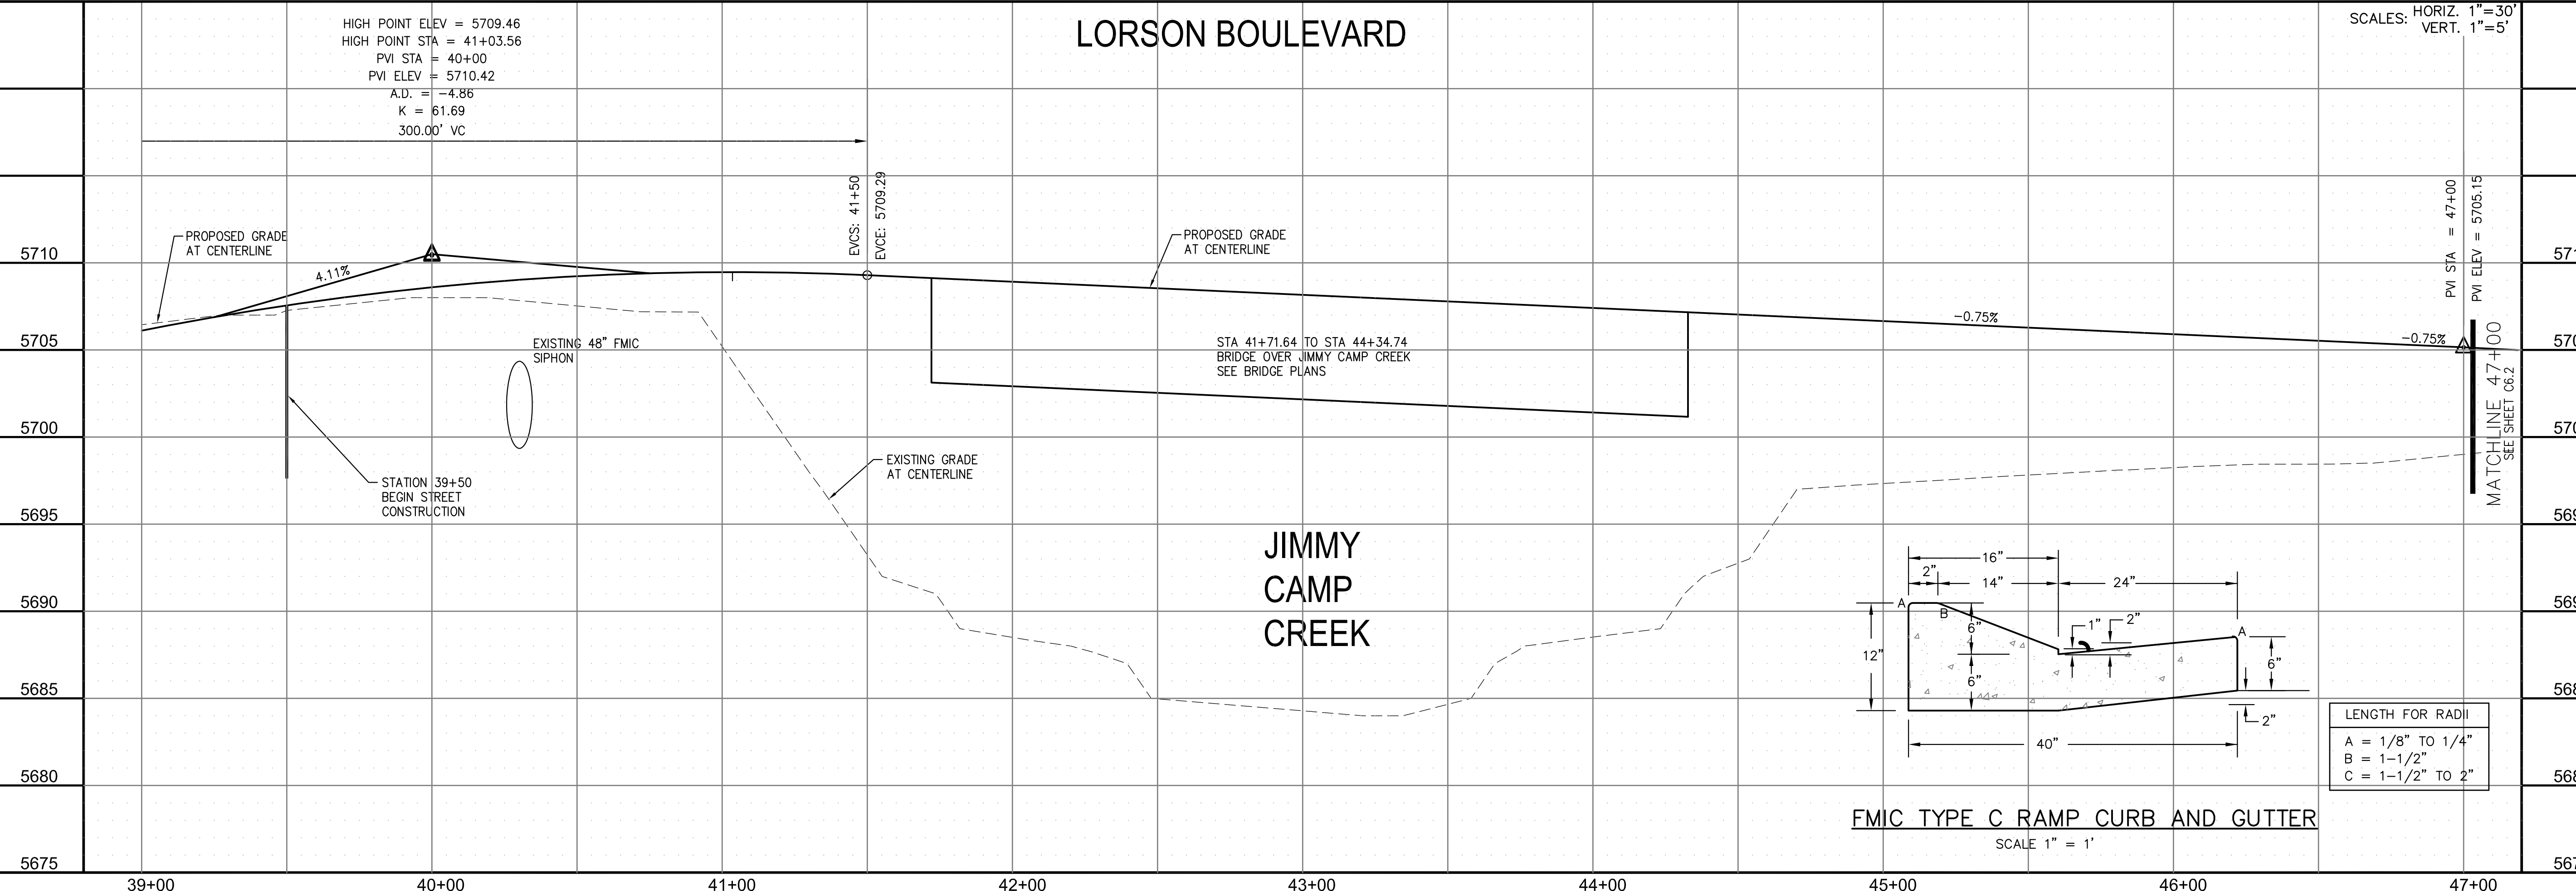 LORSON BOULEVARD
SCALES: HORIZ. 1"=30'
VERT. 1"=5'
HIGH POINT ELEV = 5709.46
HIGH POINT STA = 41+03.56
PVI STA = 40+00
PVI ELEV = 5710.42
A.D. = -4.86
K = 61.69
300.00' VC
EVCS: 41+50
EVCE: 5709.29
PVI STA = 47+00
PVI ELEV = 5705.15
PROPOSED GRADE
AT CENTERLINE
4.11%
PROPOSED GRADE
AT CENTERLINE
-0.75%
-0.75%
EXISTING 48" FMIC
SIPHON
STA 41+71.64 TO STA 44+34.74
BRIDGE OVER JIMMY CAMP CREEK
SEE BRIDGE PLANS
MATCHLINE 47+00
SEE SHEET C6.2
STATION 39+50
BEGIN STREET
CONSTRUCTION
EXISTING GRADE
AT CENTERLINE
JIMMY
CAMP
CREEK
16"
2"
14"
24"
A
B
6"
1"
2"
A
12"
6"
6"
2"
40"
LENGTH FOR RADII
A = 1/8" TO 1/4"
B = 1-1/2"
C = 1-1/2" TO 2"
FMIC TYPE C RAMP CURB AND GUTTER
SCALE 1" = 1'
5710
5705
5700
5695
5690
5685
5680
5675
571
570
570
569
569
568
568
567
39+00
40+00
41+00
42+00
43+00
44+00
45+00
46+00
47+00